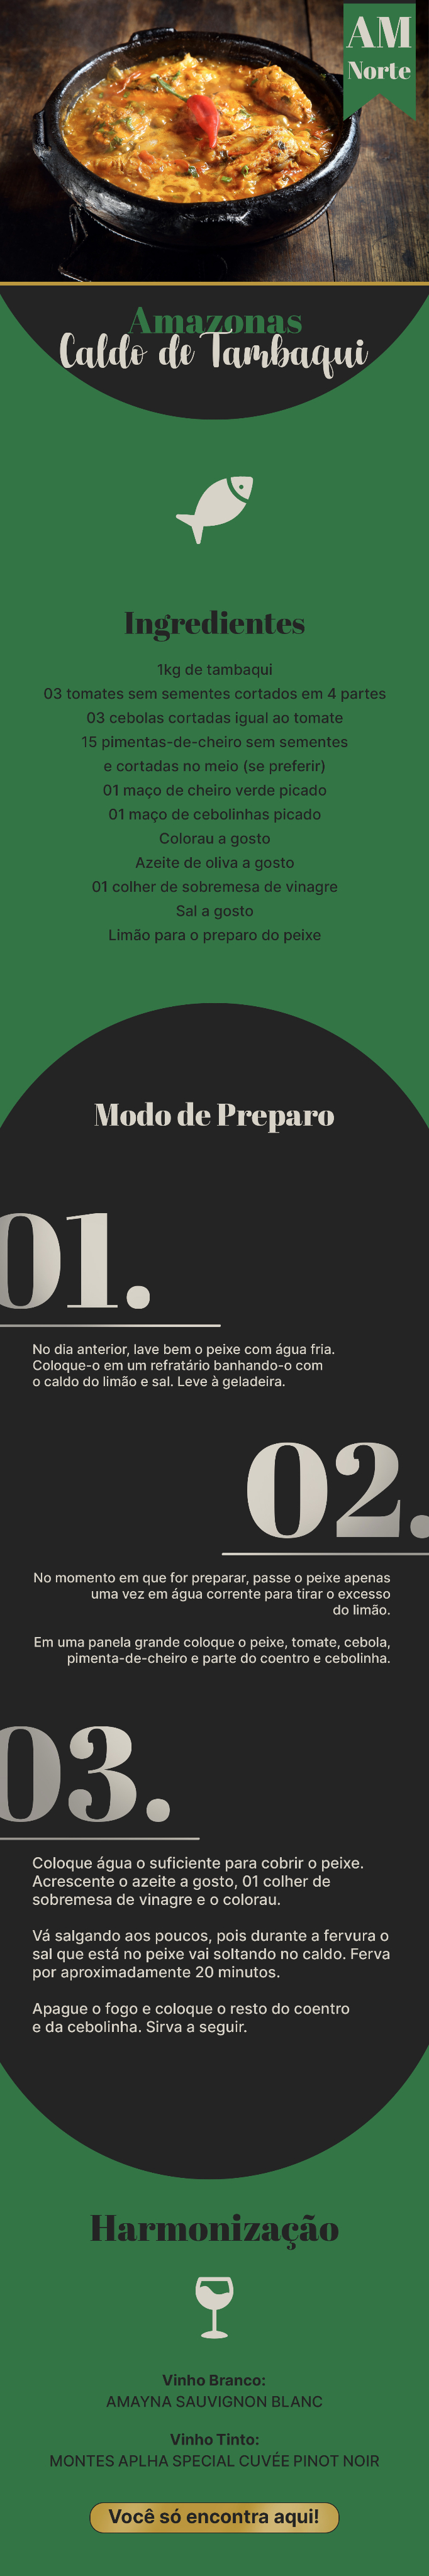 AM
Norte
Amazonas
Caldo de Tambaqui
Ingredientes
1kg de tambaqui
03 tomates sem sementes cortados em 4 partes
03 cebolas cortadas igual ao tomate
15 pimentas-de-cheiro sem sementes
e cortadas no meio (se preferir)
01 maço de cheiro verde picado
01 maço de cebolinhas picado
Colorau a gosto
Azeite de oliva a gosto
01 colher de sobremesa de vinagre
Sal a gosto
Limão para o preparo do peixe
Modo de Preparo
01.
No dia anterior, lave bem o peixe com água fria.
Coloque-o em um refratário banhando-o com
o caldo do limão e sal. Leve à geladeira.
02.
No momento em que for preparar, passe o peixe apenas
uma vez em água corrente para tirar o excesso
do limão.
Em uma panela grande coloque o peixe, tomate, cebola,
pimenta-de-cheiro e parte do coentro e cebolinha.
03.
Coloque água o suficiente para cobrir o peixe.
Acrescente o azeite a gosto, 01 colher de
sobremesa de vinagre e o colorau.
Vá salgando aos poucos, pois durante a fervura o
sal que está no peixe vai soltando no caldo. Ferva
por aproximadamente 20 minutos.
Apague o fogo e coloque o resto do coentro
e da cebolinha. Sirva a seguir.
Harmonização
Vinho Branco:
AMAYNA SAUVIGNON BLANC
Vinho Tinto:
MONTES APLHA SPECIAL CUVÉE PINOT NOIR
Você só encontra aqui!